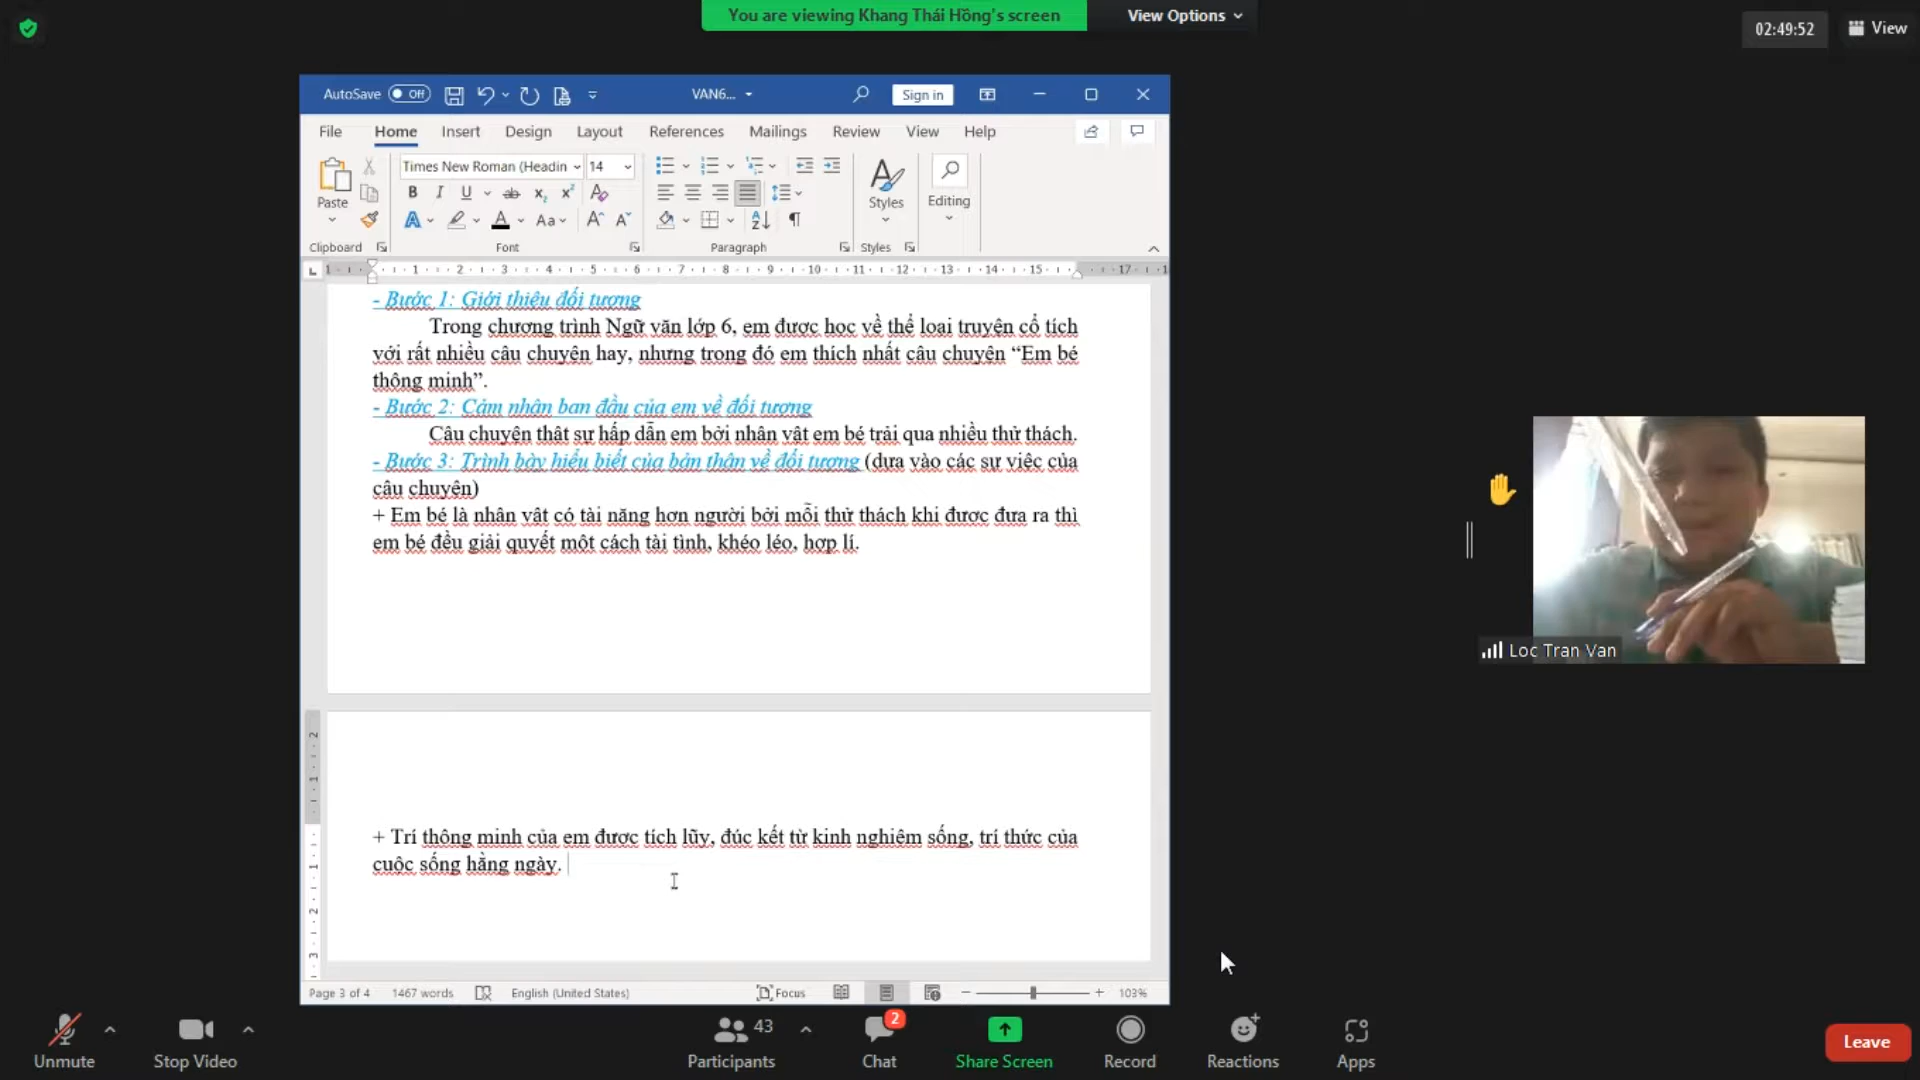 You are viewing Khang Thái Hồng's screen
View Options
02:49:52
View
AutoSave Off
VAN6...
Sign in
File Home Insert Design Layout References Mailings Review View Help
Times New Roman (Headin 14
Paste
Styles
Editing
Clipboard Font Paragraph Styles
- Bước 1: Giới thiệu đối tượng
Trong chương trình Ngữ văn lớp 6, em được học về thể loại truyện cổ tích
với rất nhiều câu chuyện hay, nhưng trong đó em thích nhất câu chuyện “Em bé
thông minh”.
- Bước 2: Cảm nhận ban đầu của em về đối tượng
Câu chuyện thật sự hấp dẫn em bởi nhân vật em bé trải qua nhiều thử thách.
- Bước 3: Trình bày hiểu biết của bản thân về đối tượng (dựa vào các sự việc của
câu chuyện)
+ Em bé là nhân vật có tài năng hơn người bởi mỗi thử thách khi được đưa ra thì
em bé đều giải quyết một cách tài tình, khéo léo, hợp lí.
+ Trí thông minh của em được tích lũy, đúc kết từ kinh nghiệm sống, trí thức của
cuộc sống hằng ngày.
Loc Tran Van
Page 3 of 4 1467 words English (United States) Focus 103%
Unmute
Stop Video
Participants 43
Chat 2
Share Screen
Record
Reactions
Apps
Leave